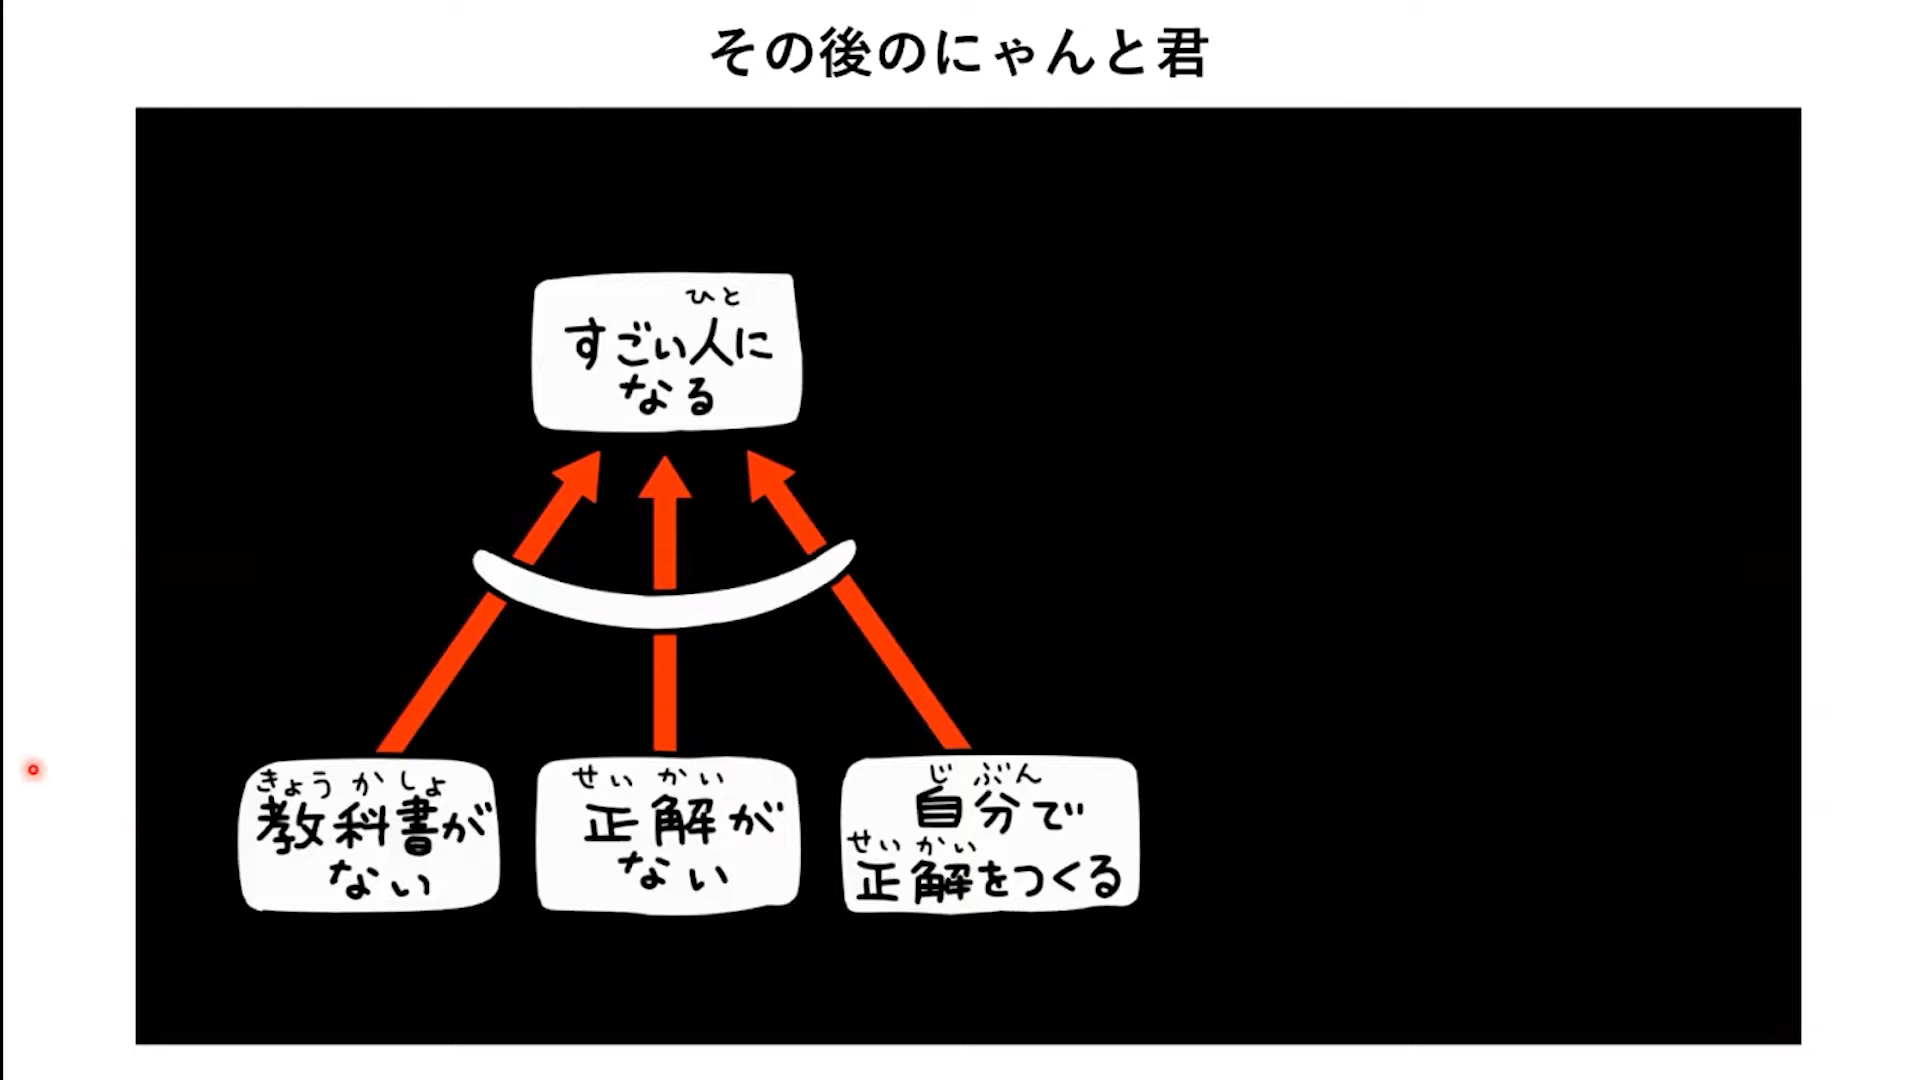 その後のにゃんと君
ひと
すごい人に
なる
きょうかしょ
教科書が
ない
せいかい
正解が
ない
じぶん
自分で
せいかい
正解をつくる